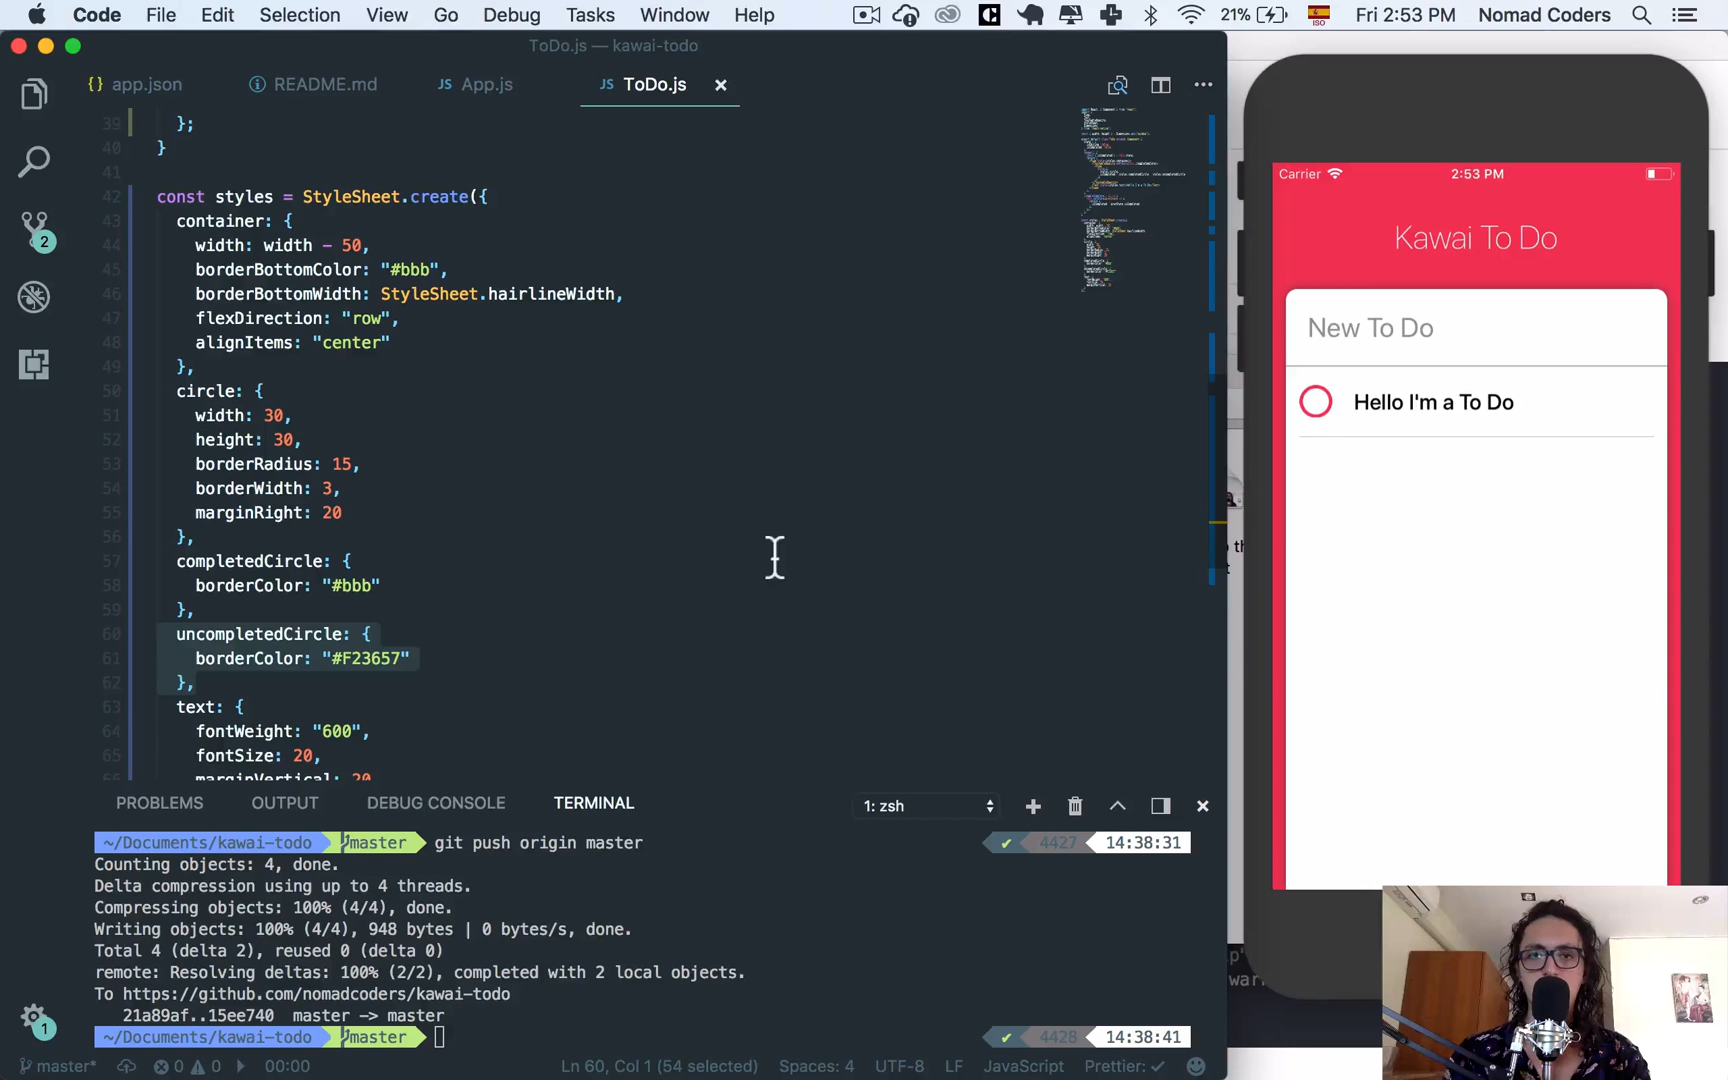 Code File Edit Selection View Go Debug Tasks Window Help 21% ISO Fri 2:53 PM Nomad Coders
ToDo.js — kawai-todo
{} app.json README.md JS App.js JS ToDo.js
39 };
40 }
41
42 const styles = StyleSheet.create({
43 container: {
44 width: width - 50,
45 borderBottomColor: "#bbb",
46 borderBottomWidth: StyleSheet.hairlineWidth,
47 flexDirection: "row",
48 alignItems: "center"
49 },
50 circle: {
51 width: 30,
52 height: 30,
53 borderRadius: 15,
54 borderWidth: 3,
55 marginRight: 20
56 },
57 completedCircle: {
58 borderColor: "#bbb"
59 },
60 uncompletedCircle: {
61 borderColor: "#F23657"
62 },
63 text: {
64 fontWeight: "600",
65 fontSize: 20,
66 marginVertical: 20
2
1
PROBLEMS OUTPUT DEBUG CONSOLE TERMINAL 1: zsh
~/Documents/kawai-todo master git push origin master ✔ 4427 14:38:31
Counting objects: 4, done.
Delta compression using up to 4 threads.
Compressing objects: 100% (4/4), done.
Writing objects: 100% (4/4), 948 bytes | 0 bytes/s, done.
Total 4 (delta 2), reused 0 (delta 0)
remote: Resolving deltas: 100% (2/2), completed with 2 local objects.
To https://github.com/nomadcoders/kawai-todo
21a89af..15ee740 master -> master
~/Documents/kawai-todo master ✔ 4428 14:38:41
master* 0 0 00:00 Ln 60, Col 1 (54 selected) Spaces: 4 UTF-8 LF JavaScript Prettier: ✓
Carrier 2:53 PM
Kawai To Do
New To Do
Hello I'm a To Do